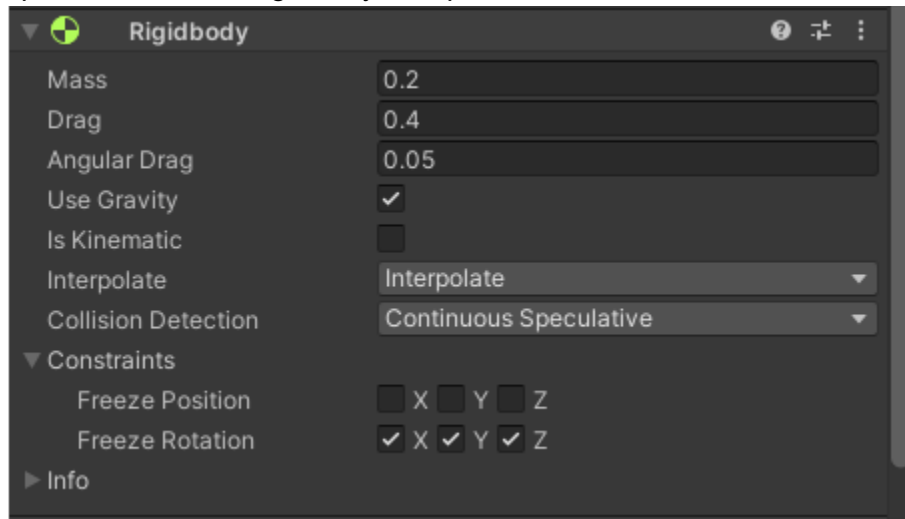 Rigidbody
Mass 0.2
Drag 0.4
Angular Drag 0.05
Use Gravity
Is Kinematic
Interpolate Interpolate
Collision Detection Continuous Speculative
Constraints
Freeze Position X Y Z
Freeze Rotation X Y Z
Info